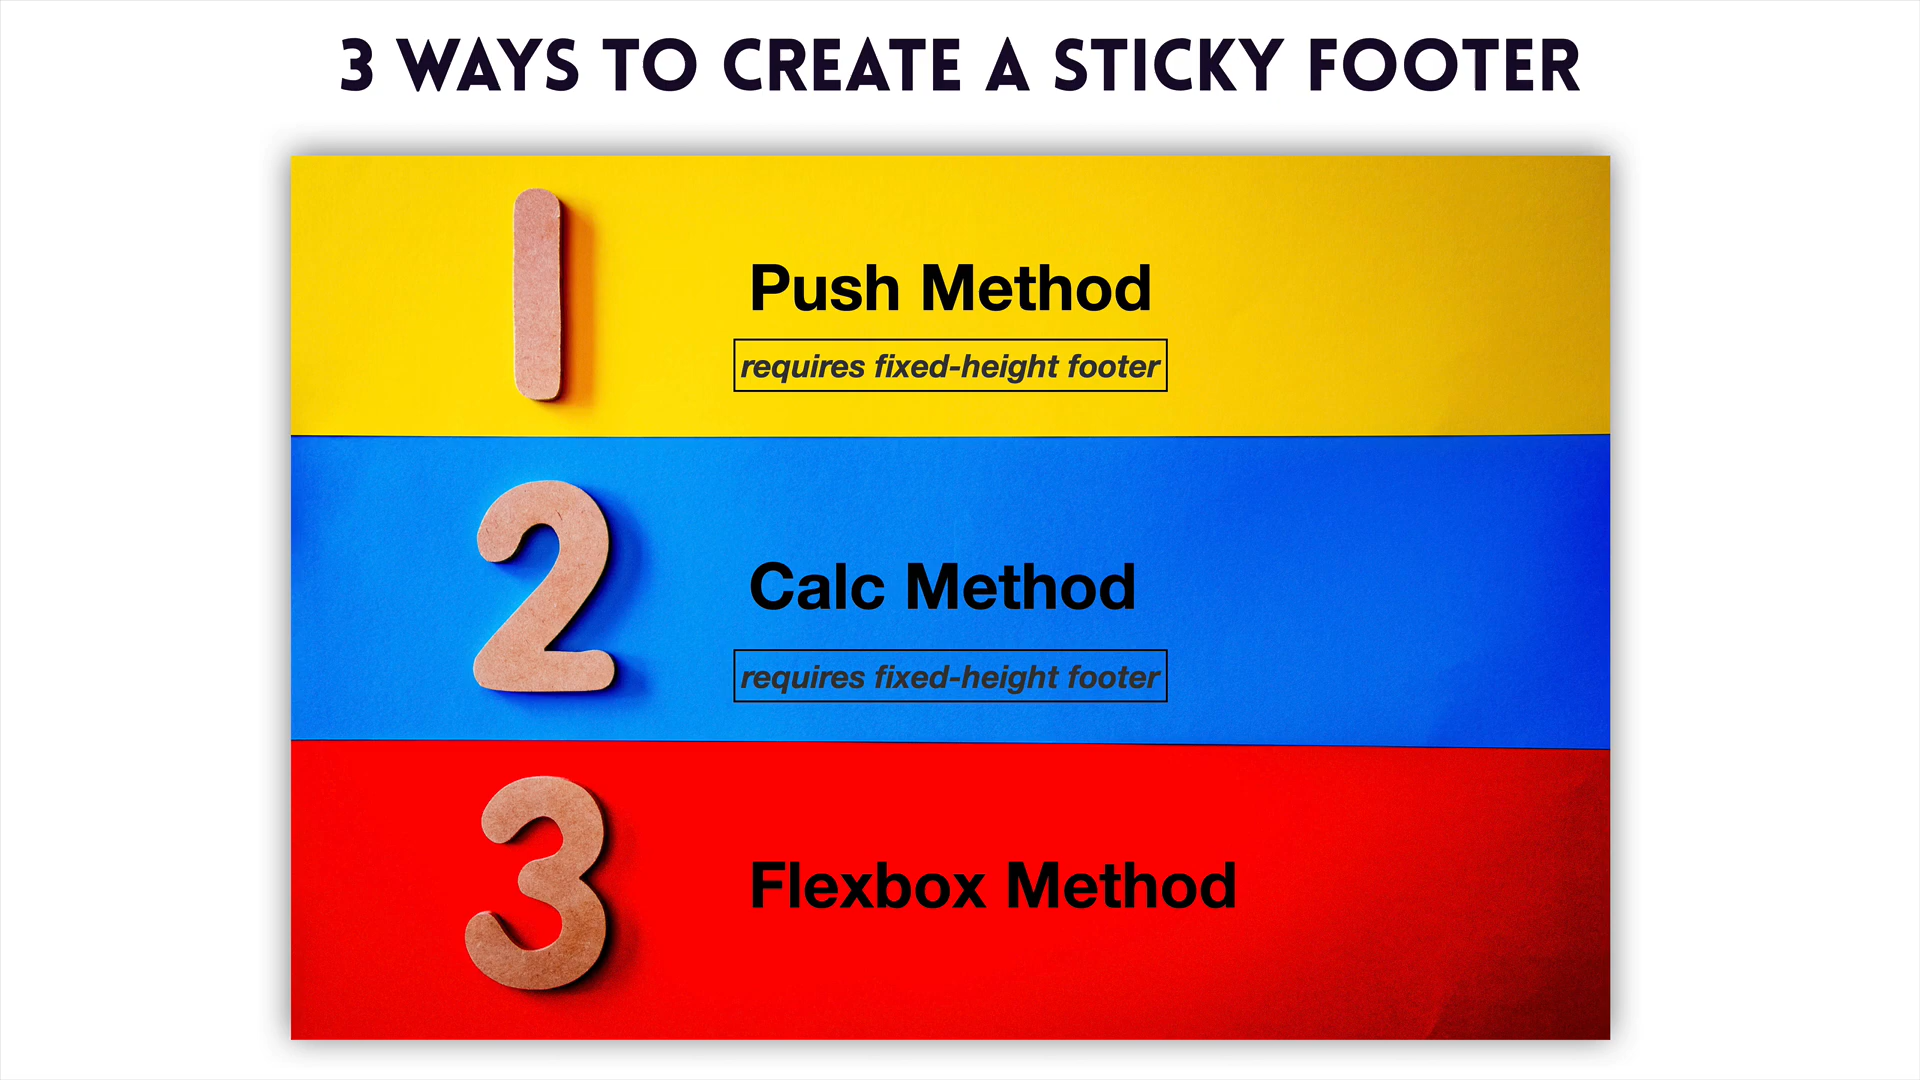 3 WAYS TO CREATE A STICKY FOOTER
1
Push Method
requires fixed-height footer
2
Calc Method
requires fixed-height footer
3
Flexbox Method